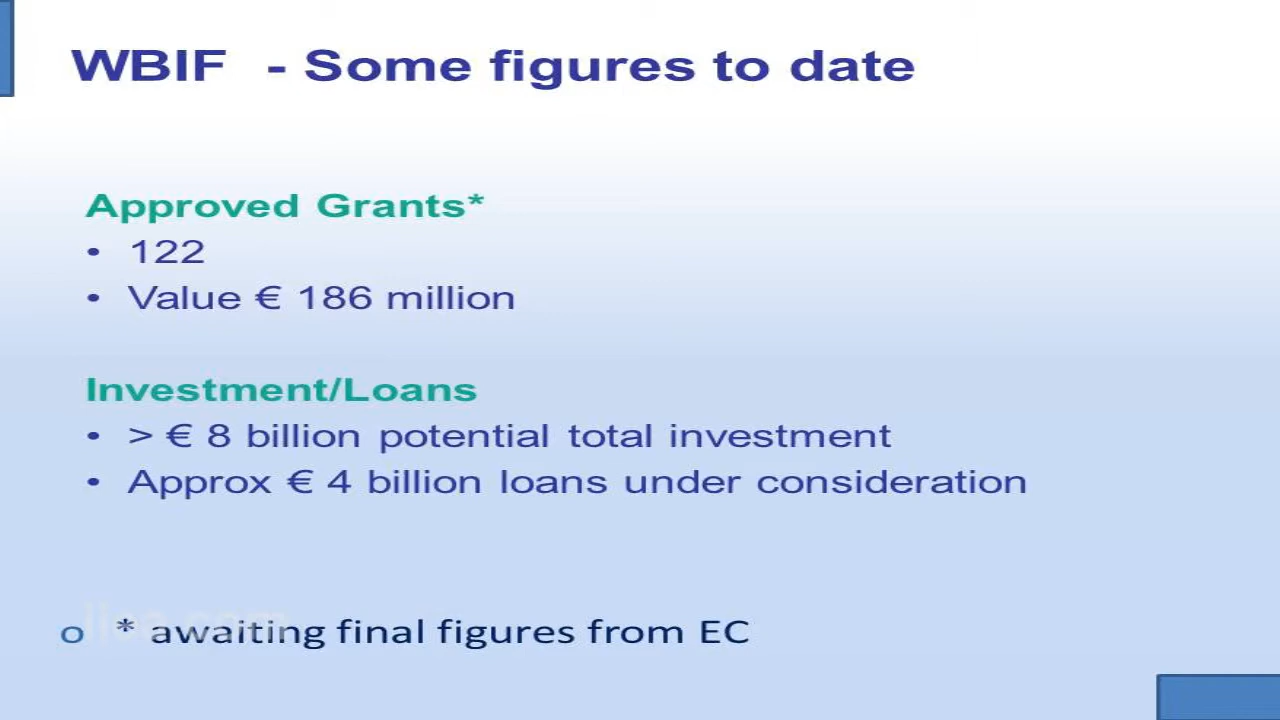 WBIF - Some figures to date
Approved Grants*
• 122
• Value € 186 million
Investment/Loans
• > € 8 billion potential total investment
• Approx € 4 billion loans under consideration
o * awaiting final figures from EC